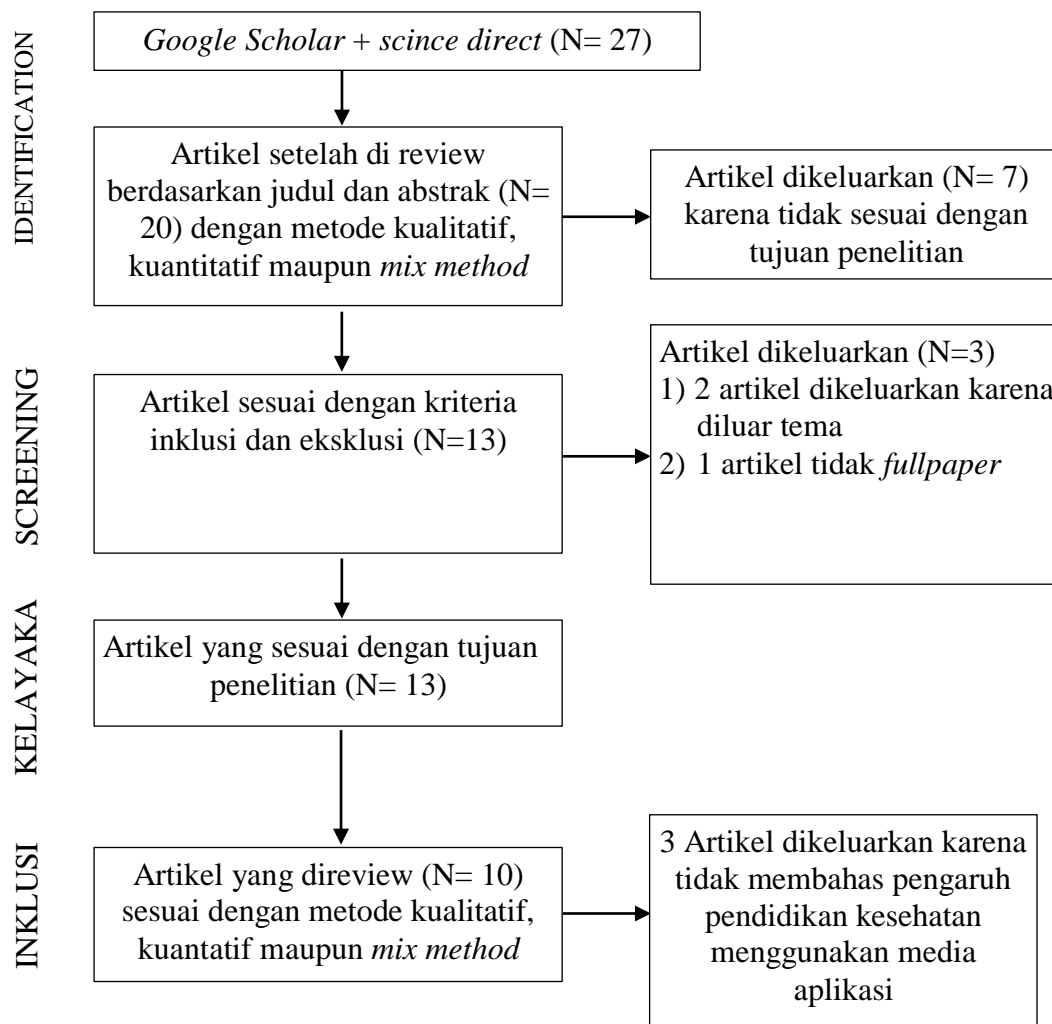 IDENTIFICATION
Google Scholar + scince direct (N= 27)
Artikel setelah di review
berdasarkan judul dan abstrak (N=
20) dengan metode kualitatif,
kuantitatif maupun mix method
Artikel dikeluarkan (N= 7)
karena tidak sesuai dengan
tujuan penelitian
SCREENING
Artikel sesuai dengan kriteria
inklusi dan eksklusi (N=13)
Artikel dikeluarkan (N=3)
1) 2 artikel dikeluarkan karena
diluar tema
2) 1 artikel tidak fullpaper
KELAYAKA
Artikel yang sesuai dengan tujuan
penelitian (N= 13)
INKLUSI
Artikel yang direview (N= 10)
sesuai dengan metode kualitatif,
kuantatif maupun mix method
3 Artikel dikeluarkan karena
tidak membahas pengaruh
pendidikan kesehatan
menggunakan media
aplikasi